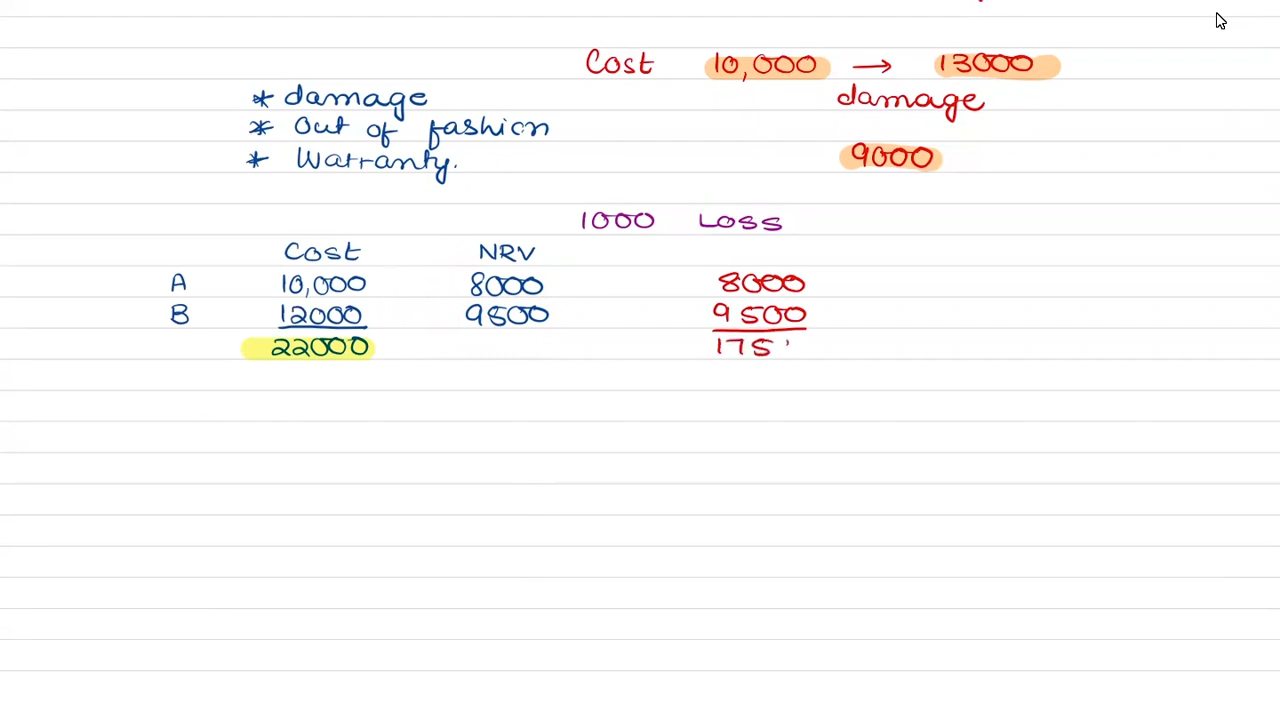 Cost 10,000 → 13000
* damage damage
* Out of fashion
* Warranty. 9000
1000 Loss
Cost NRV
A 10,000 8000 8000
B 12000 9500 9500
22000 175